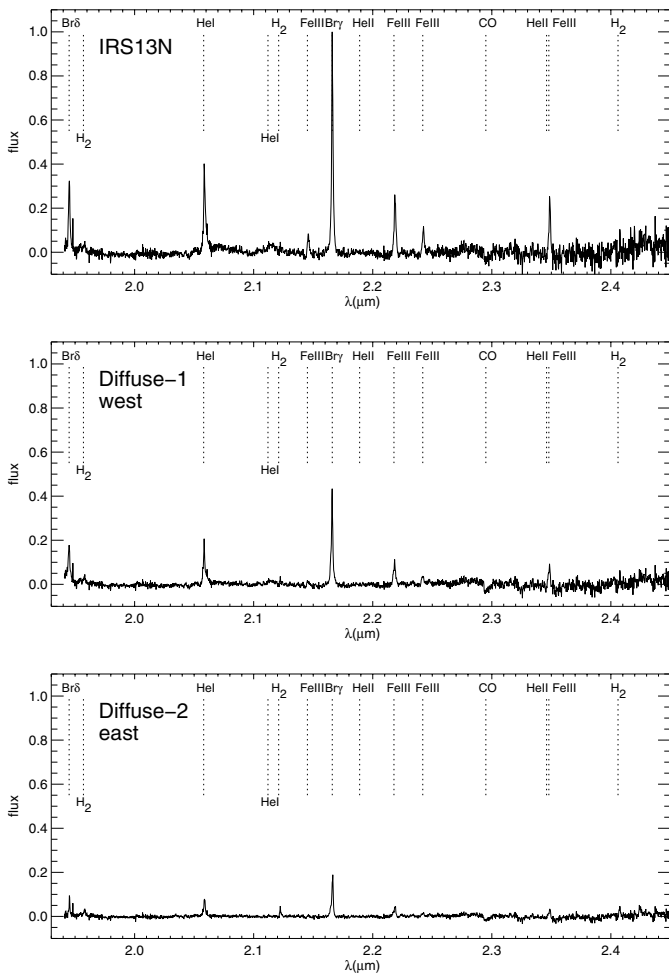 Brδ HeI H2 FeIII Brγ HeII FeIII FeIII CO HeII FeIII H2
IRS13N
H2 HeI
1.0
0.8
0.6
0.4
0.2
0.0
flux
2.0 2.1 2.2 2.3 2.4
λ(μm)
Brδ HeI H2 FeIII Brγ HeII FeIII FeIII CO HeII FeIII H2
Diffuse−1
west
H2 HeI
1.0
0.8
0.6
0.4
0.2
0.0
flux
2.0 2.1 2.2 2.3 2.4
λ(μm)
Brδ HeI H2 FeIII Brγ HeII FeIII FeIII CO HeII FeIII H2
Diffuse−2
east
H2 HeI
1.0
0.8
0.6
0.4
0.2
0.0
flux
2.0 2.1 2.2 2.3 2.4
λ(μm)